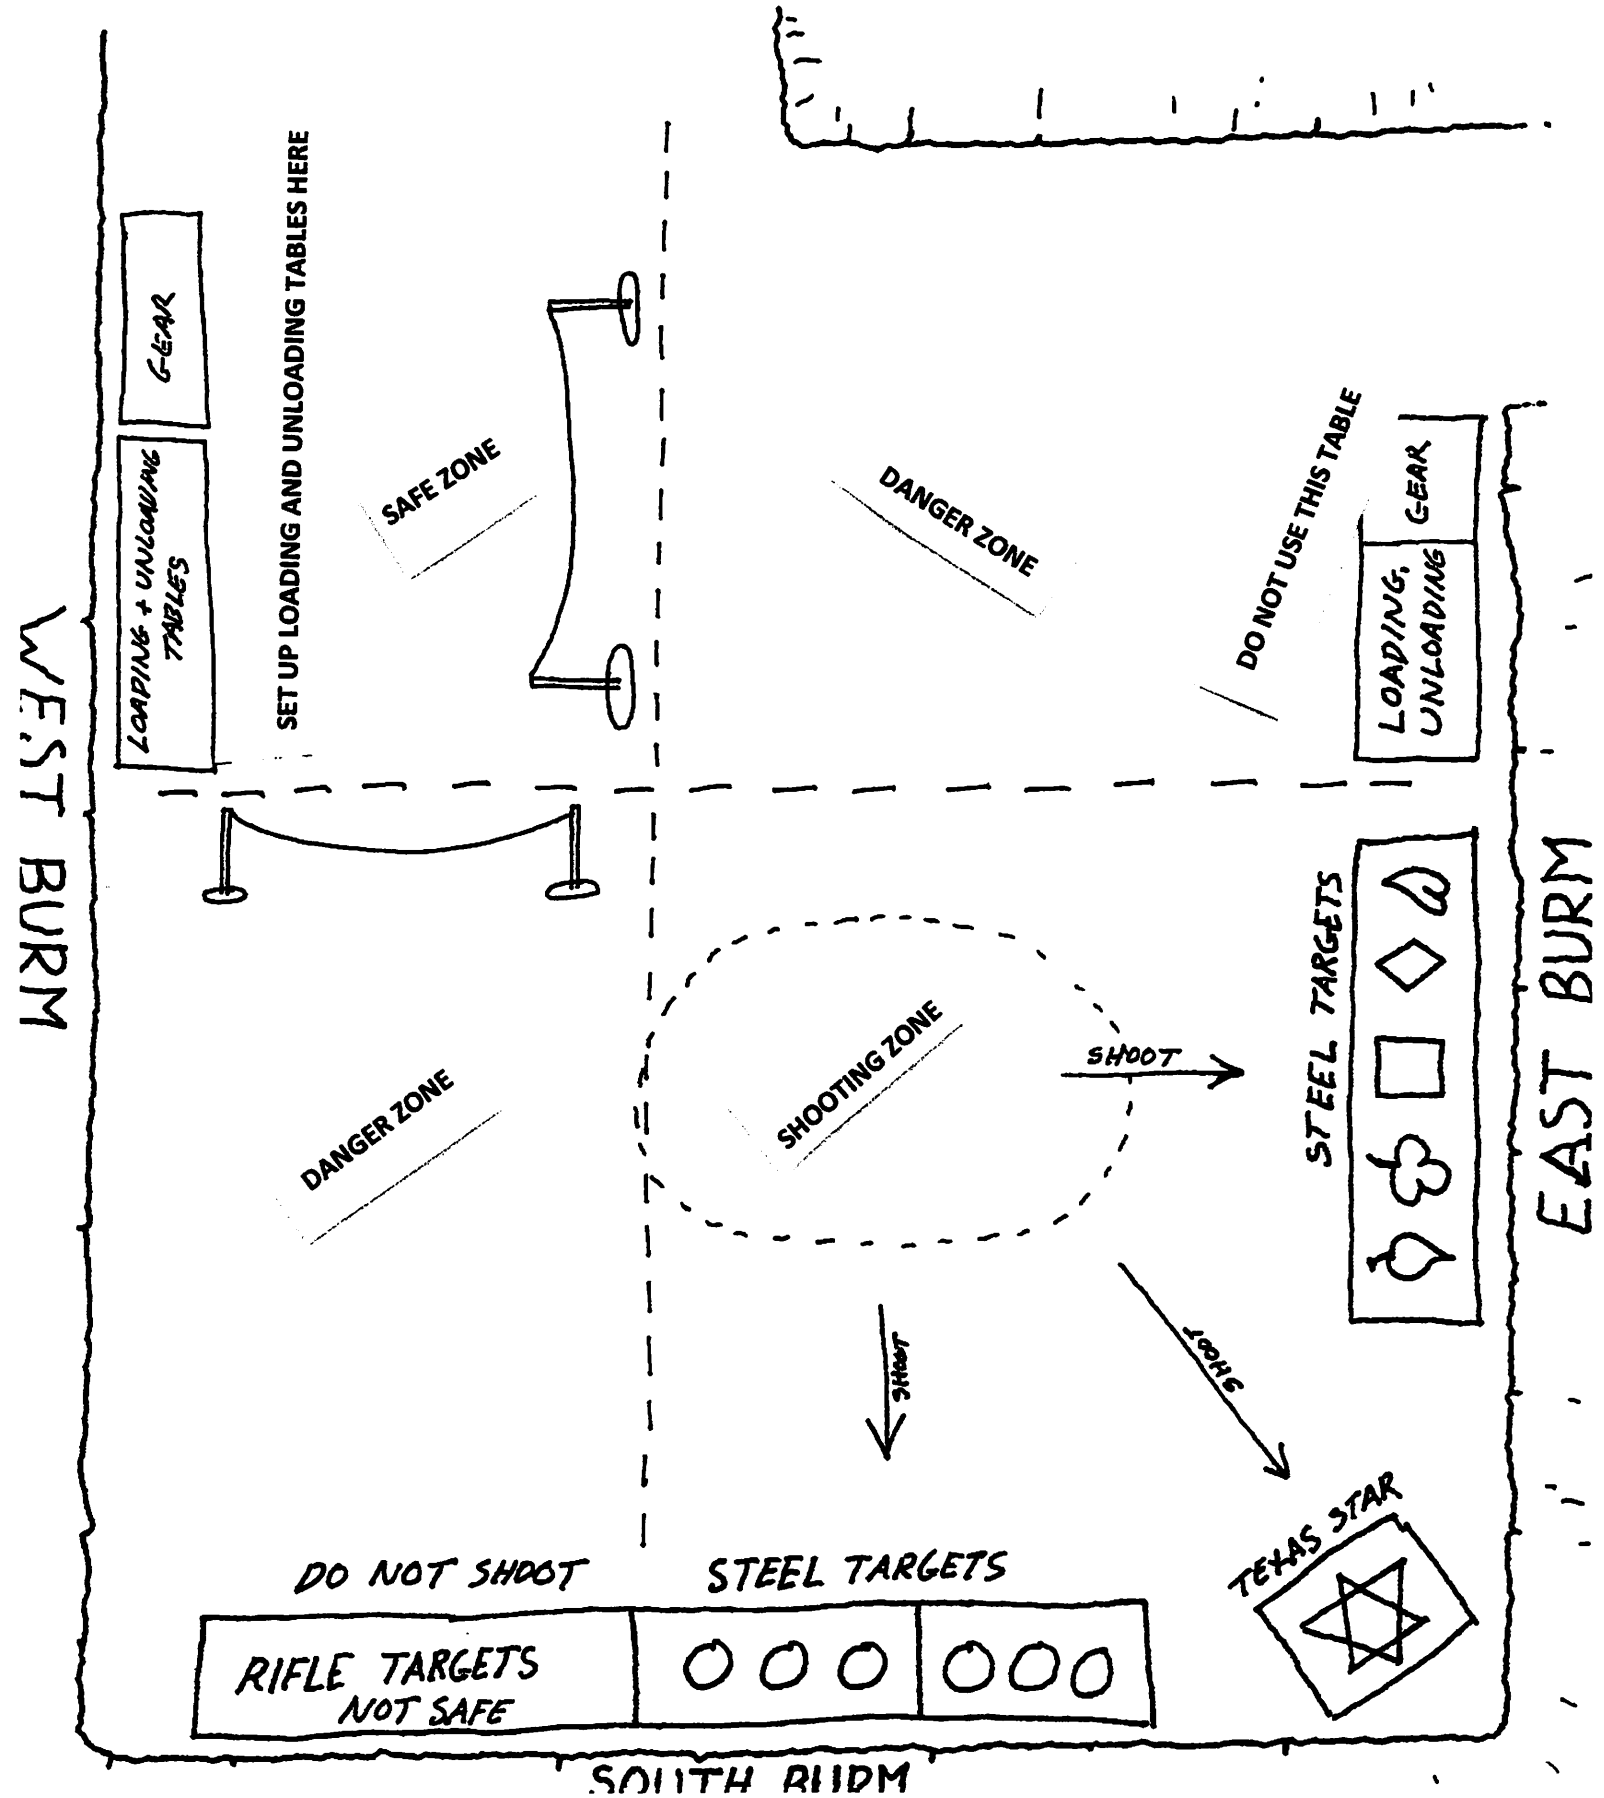 SET UP LOADING AND UNLOADING TABLES HERE
GEAR
LOADING + UNLOADING
TABLES
SAFE ZONE
DANGER ZONE
DO NOT USE THIS TABLE
GEAR
LOADING,
UNLOADING
WEST BURM
EAST BURM
STEEL TARGETS
SHOOTING ZONE
SHOOT
DANGER ZONE
SHOOT
SHOOT
TEXAS STAR
DO NOT SHOOT
STEEL TARGETS
RIFLE TARGETS
NOT SAFE
SOUTH BURM